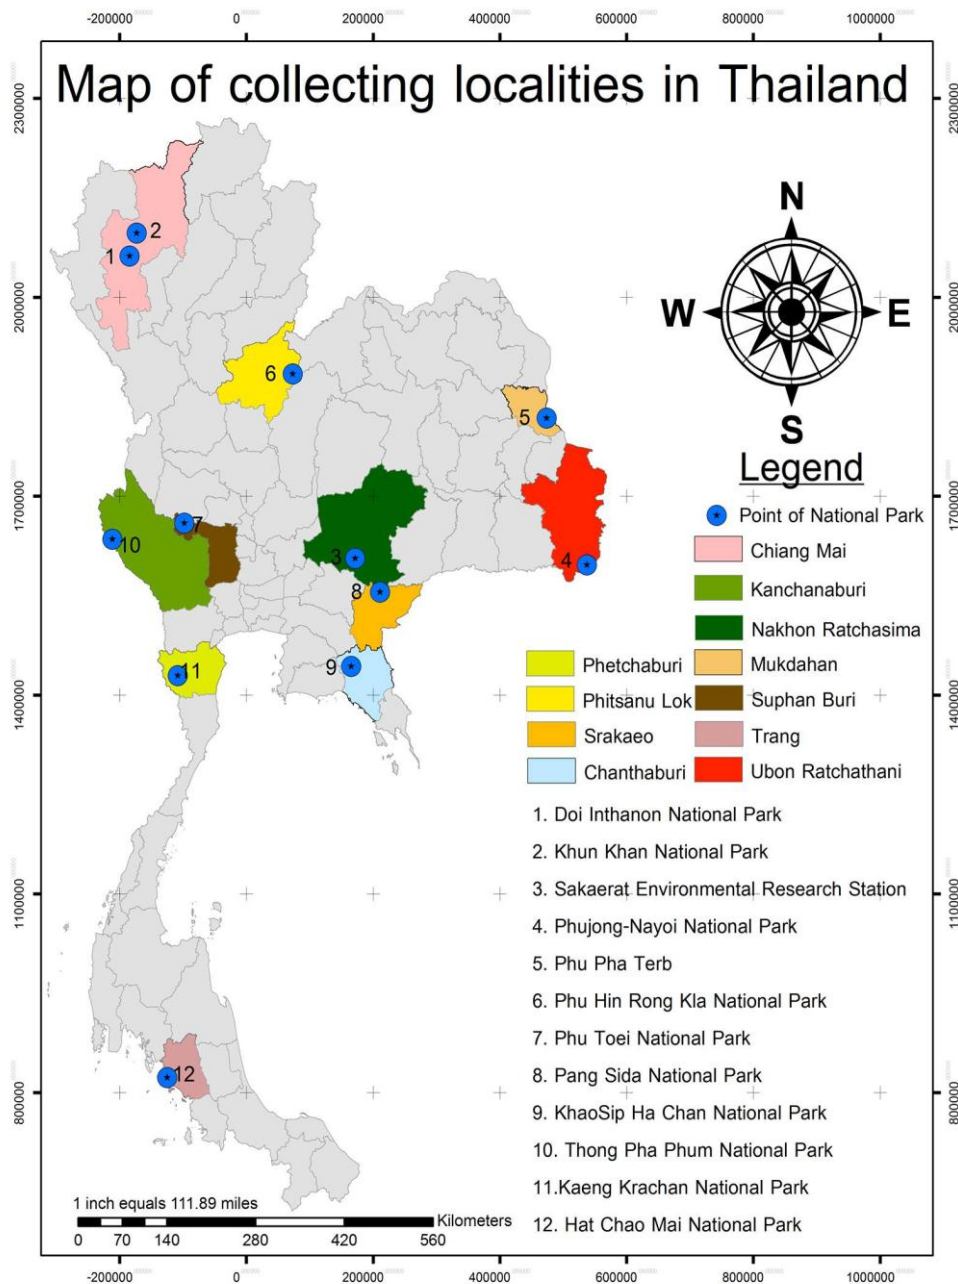 -200000 0 200000 400000 600000 800000 1000000
Map of collecting localities in Thailand
2300000
2000000
1700000
1400000
1100000
800000
2300000
2000000
1700000
1400000
1100000
800000
N
W E
S
2
1
6
5
7
10
3
4
8
9
11
12
Legend
Point of National Park
Chiang Mai
Kanchanaburi
Nakhon Ratchasima
Phetchaburi Mukdahan
Phitsanu Lok Suphan Buri
Srakaeo Trang
Chanthaburi Ubon Ratchathani
1. Doi Inthanon National Park
2. Khun Khan National Park
3. Sakaerat Environmental Research Station
4. Phujong-Nayoi National Park
5. Phu Pha Terb
6. Phu Hin Rong Kla National Park
7. Phu Toei National Park
8. Pang Sida National Park
9. KhaoSip Ha Chan National Park
10. Thong Pha Phum National Park
11.Kaeng Krachan National Park
12. Hat Chao Mai National Park
1 inch equals 111.89 miles
Kilometers
0 70 140 280 420 560
-200000 0 200000 400000 600000 800000 1000000